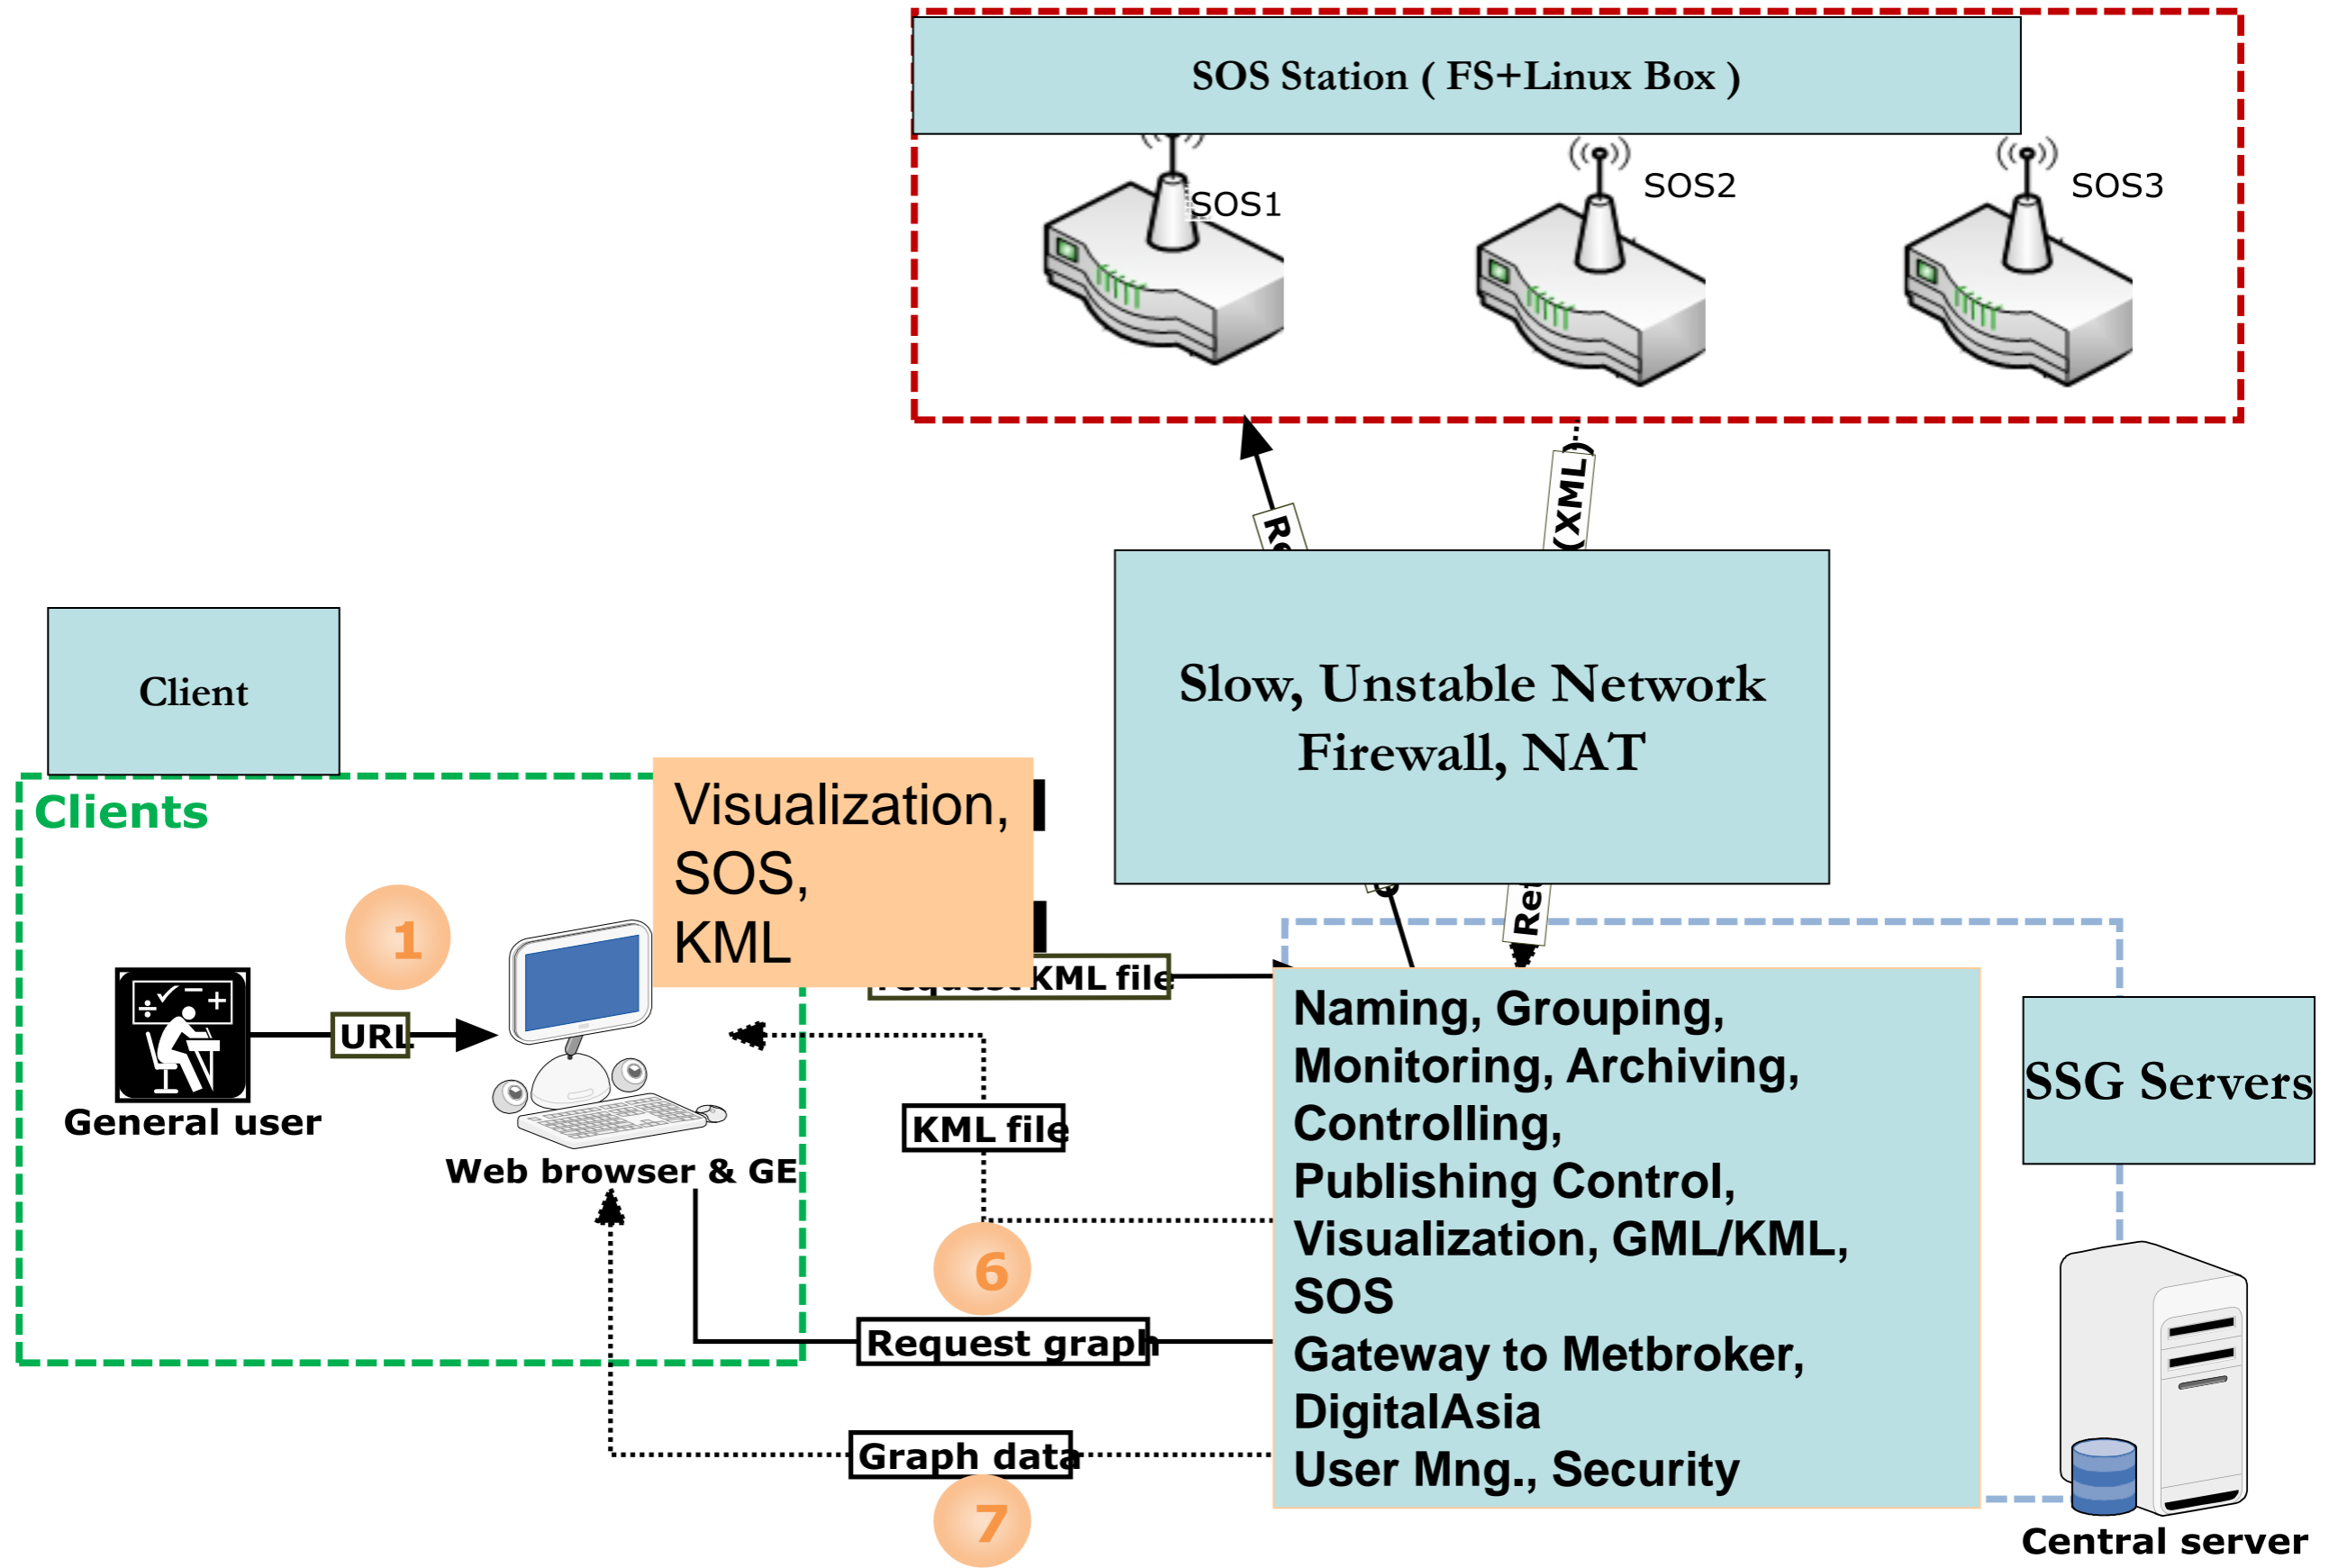 SOS Station ( FS+Linux Box )
SOS1
SOS2
SOS3
(XML)
Slow, Unstable Network
Firewall, NAT
Client
Clients
Visualization,
SOS,
KML
1
URL
General user
Web browser & GE
request KML file
KML file
6
Request graph
Graph data
7
Naming, Grouping,
Monitoring, Archiving,
Controlling,
Publishing Control,
Visualization, GML/KML,
SOS
Gateway to Metbroker,
DigitalAsia
User Mng., Security
SSG Servers
Central server